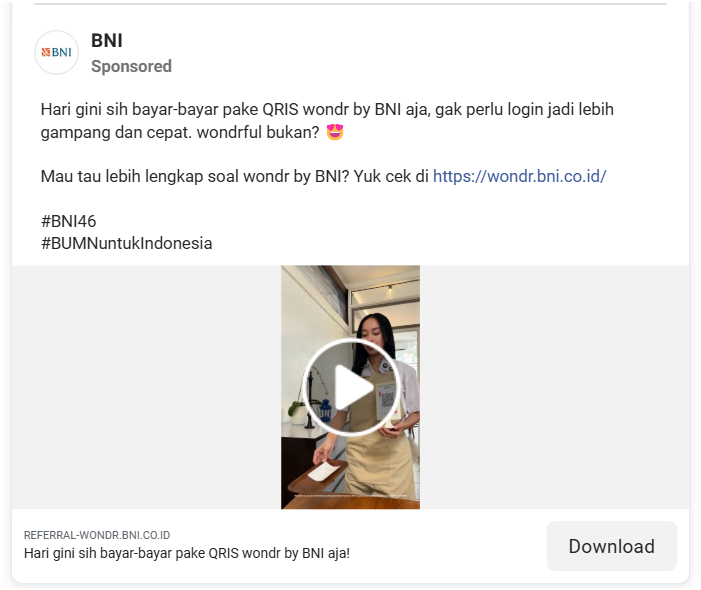 BNI
BNI
Sponsored
Hari gini sih bayar-bayar pake QRIS wondr by BNI aja, gak perlu login jadi lebih
gampang dan cepat. wondrful bukan? 😍
Mau tau lebih lengkap soal wondr by BNI? Yuk cek di https://wondr.bni.co.id/
#BNI46
#BUMNuntukIndonesia
REFERRAL-WONDR.BNI.CO.ID
Hari gini sih bayar-bayar pake QRIS wondr by BNI aja!
Download